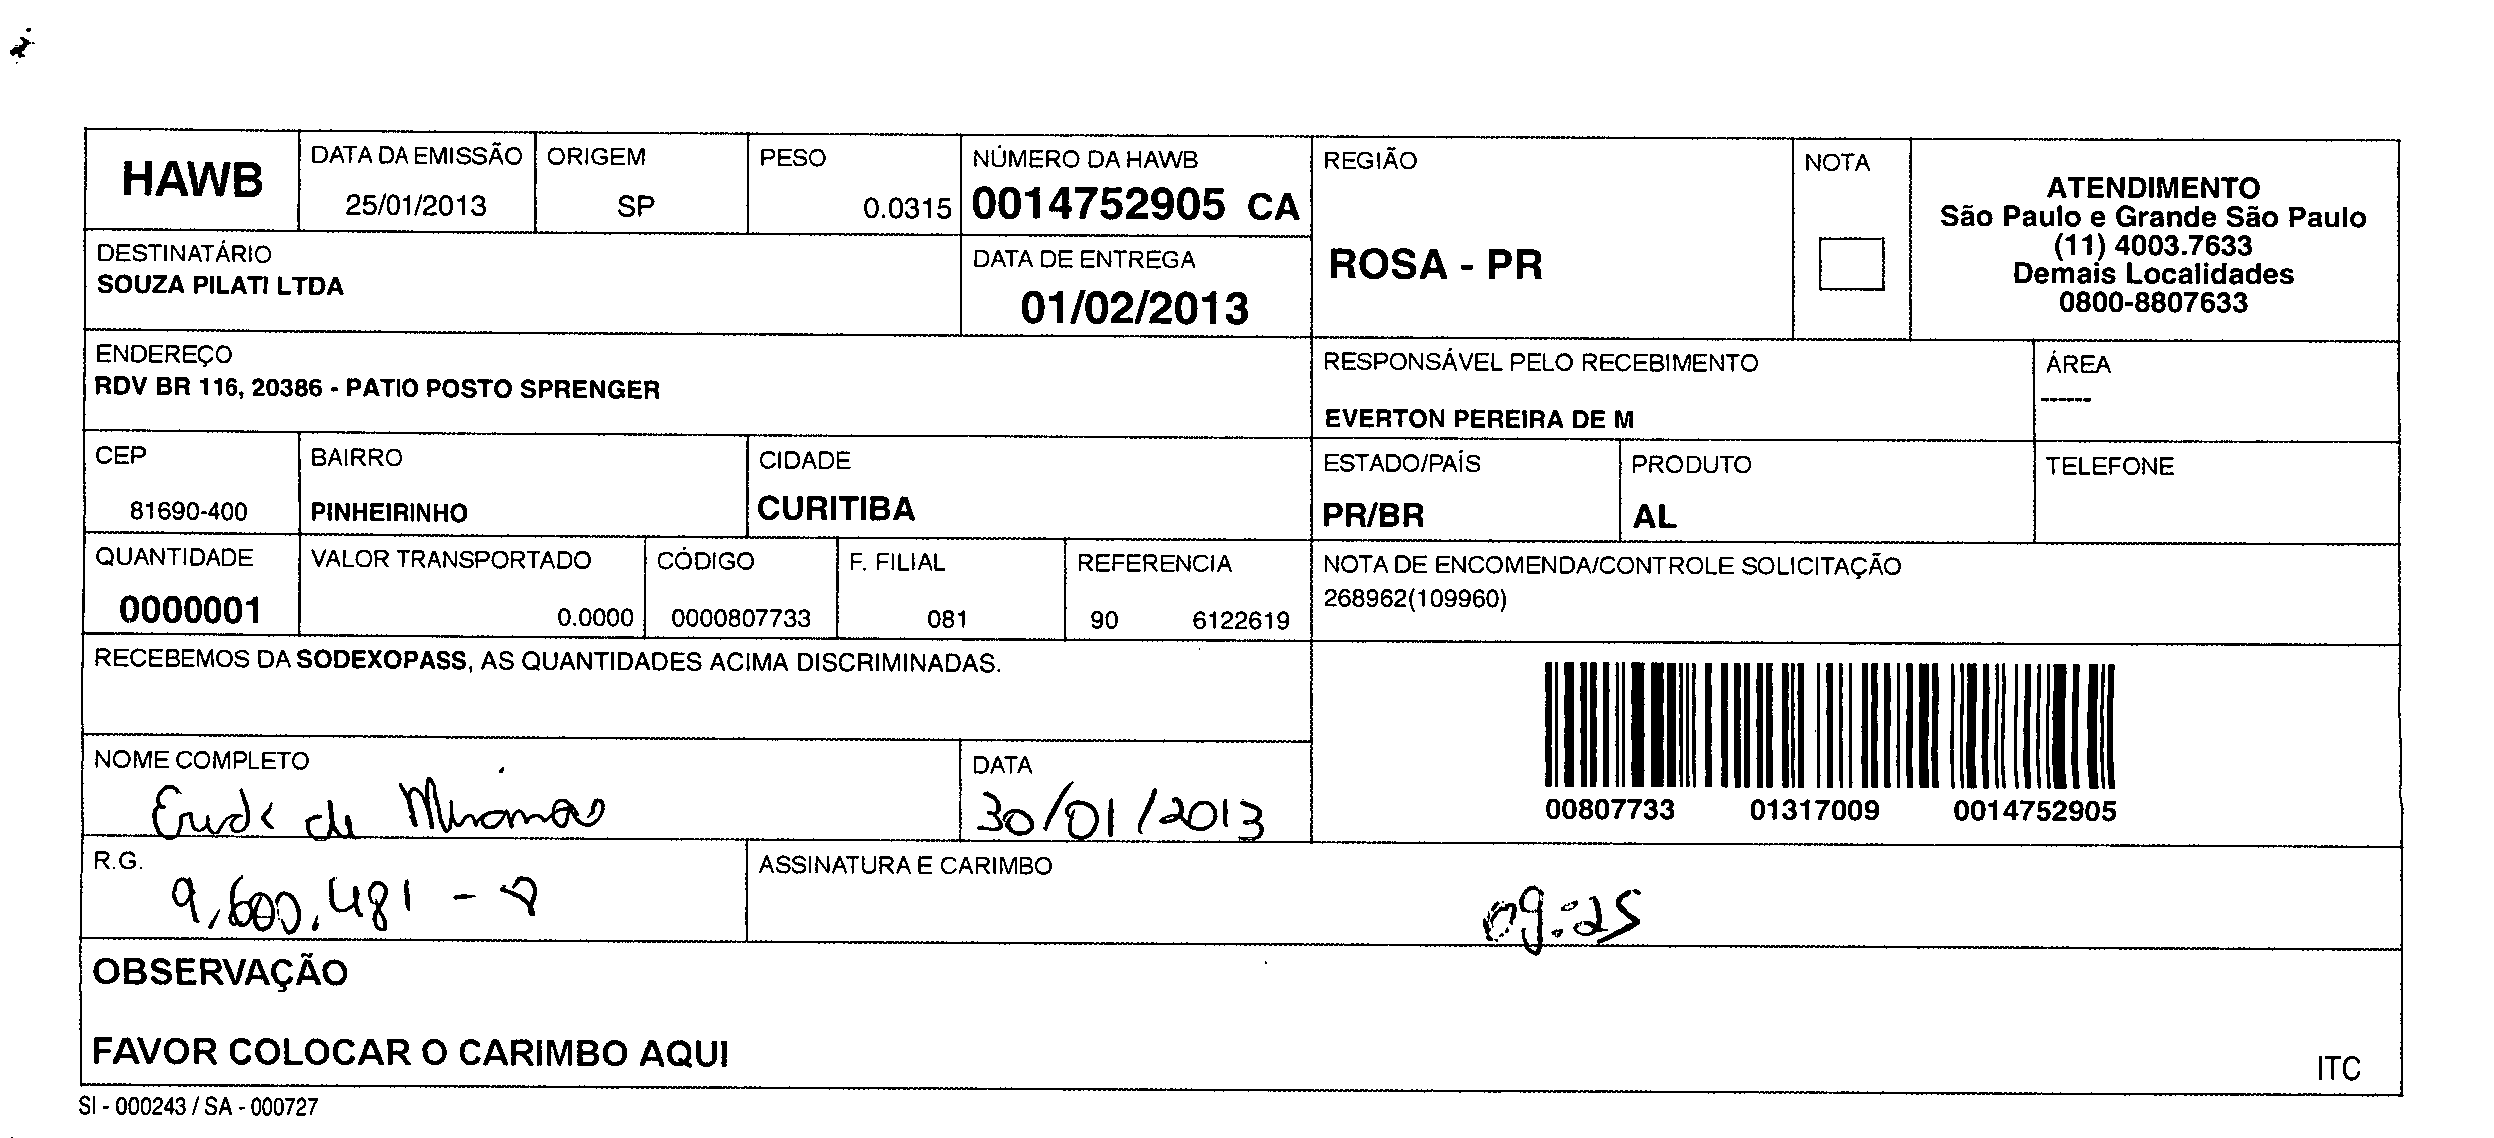 HAWB
DATA DA EMISSÃO
25/01/2013
ORIGEM
SP
PESO
0.0315
NÚMERO DA HAWB
0014752905 CA
REGIÃO
ROSA - PR
NOTA
ATENDIMENTO
São Paulo e Grande São Paulo
(11) 4003.7633
Demais Localidades
0800-8807633
DESTINATÁRIO
SOUZA PILATI LTDA
DATA DE ENTREGA
01/02/2013
ENDEREÇO
RDV BR 116, 20386 - PATIO POSTO SPRENGER
RESPONSÁVEL PELO RECEBIMENTO
EVERTON PEREIRA DE M
ÁREA
------
CEP
81690-400
BAIRRO
PINHEIRINHO
CIDADE
CURITIBA
ESTADO/PAÍS
PR/BR
PRODUTO
AL
TELEFONE
QUANTIDADE
0000001
VALOR TRANSPORTADO
0.0000
CÓDIGO
0000807733
F. FILIAL
081
REFERENCIA
90 6122619
NOTA DE ENCOMENDA/CONTROLE SOLICITAÇÃO
268962(109960)
RECEBEMOS DA SODEXOPASS, AS QUANTIDADES ACIMA DISCRIMINADAS.
00807733 01317009 0014752905
NOME COMPLETO
de
DATA
30/01/2013
R.G.
9.600.481 -
ASSINATURA E CARIMBO
09:25
OBSERVAÇÃO
FAVOR COLOCAR O CARIMBO AQUI
ITC
SI - 000243 / SA - 000727